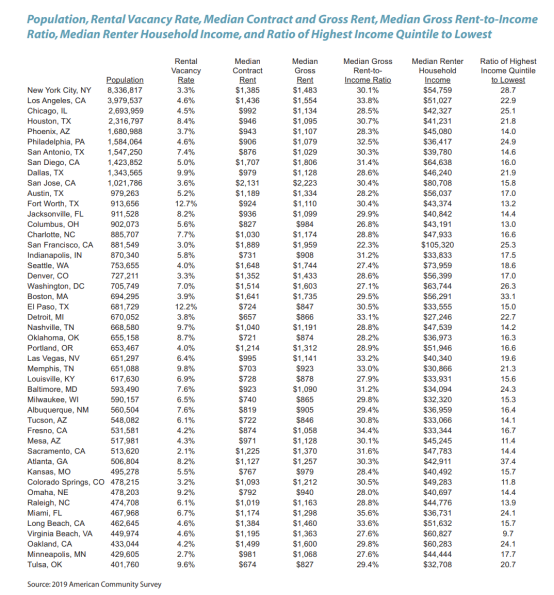 Population, Rental Vacancy Rate, Median Contract and Gross Rent, Median Gross Rent-to-Income
Ratio, Median Renter Household Income, and Ratio of Highest Income Quintile to Lowest
Rental Median Median Median Gross Median Renter Ratio of Highest
Vacancy Contract Gross Rent-to- Household Income Quintile
Population Rate Rent Rent Income Ratio Income to Lowest
New York City, NY 8,336,817 3.3% $1,385 $1,483 30.1% $54,759 28.7
Los Angeles, CA 3,979,537 4.6% $1,436 $1,554 33.8% $51,027 22.9
Chicago, IL 2,693,959 4.5% $992 $1,134 28.5% $42,327 25.1
Houston, TX 2,316,797 8.4% $946 $1,095 30.7% $41,231 21.8
Phoenix, AZ 1,680,988 3.7% $943 $1,107 28.3% $45,080 14.0
Philadelphia, PA 1,584,064 4.6% $906 $1,079 32.5% $36,417 24.9
San Antonio, TX 1,547,250 7.4% $876 $1,029 30.3% $39,780 14.6
San Diego, CA 1,423,852 5.0% $1,707 $1,806 31.4% $64,638 16.0
Dallas, TX 1,343,565 9.9% $979 $1,128 28.6% $46,240 21.9
San Jose, CA 1,021,786 3.6% $2,131 $2,223 30.4% $80,708 15.8
Austin, TX 979,263 5.2% $1,189 $1,334 28.2% $56,037 17.0
Fort Worth, TX 913,656 12.7% $924 $1,110 30.4% $43,374 13.2
Jacksonville, FL 911,528 8.2% $936 $1,099 29.9% $40,842 14.4
Columbus, OH 902,073 5.6% $827 $984 26.8% $43,191 13.0
Charlotte, NC 885,707 7.7% $1,030 $1,174 28.8% $47,933 16.6
San Francisco, CA 881,549 3.0% $1,889 $1,959 22.3% $105,320 25.3
Indianapolis, IN 870,340 5.8% $731 $908 31.2% $33,833 17.5
Seattle, WA 753,655 4.0% $1,648 $1,744 27.4% $73,959 18.6
Denver, CO 727,211 3.3% $1,352 $1,433 28.6% $56,399 17.0
Washington, DC 705,749 7.0% $1,514 $1,603 27.1% $63,744 26.3
Boston, MA 694,295 3.9% $1,641 $1,735 29.5% $56,291 33.1
El Paso, TX 681,729 12.2% $724 $847 30.5% $33,555 15.0
Detroit, MI 670,052 3.8% $657 $866 33.1% $27,246 22.7
Nashville, TN 668,580 9.7% $1,040 $1,191 28.8% $47,539 14.2
Oklahoma, OK 655,158 8.7% $721 $874 28.2% $36,973 16.3
Portland, OR 653,467 4.0% $1,214 $1,312 28.9% $51,946 16.6
Las Vegas, NV 651,297 6.4% $995 $1,141 33.2% $40,340 19.6
Memphis, TN 651,088 9.8% $703 $923 33.0% $30,866 21.3
Louisville, KY 617,630 6.9% $728 $878 27.9% $33,931 15.6
Baltimore, MD 593,490 7.6% $923 $1,090 31.2% $34,094 24.3
Milwaukee, WI 590,157 6.5% $740 $865 29.8% $32,320 15.3
Albuquerque, NM 560,504 7.6% $819 $905 29.4% $36,959 16.4
Tucson, AZ 548,082 6.1% $722 $846 30.8% $33,066 14.1
Fresno, CA 531,581 4.2% $874 $1,058 34.4% $33,344 16.7
Mesa, AZ 517,981 4.3% $971 $1,128 30.1% $45,245 11.4
Sacramento, CA 513,620 2.1% $1,225 $1,370 31.6% $47,783 14.4
Atlanta, GA 506,804 8.2% $1,127 $1,257 30.3% $42,911 37.4
Kansas, MO 495,278 5.5% $767 $979 28.4% $40,492 15.7
Colorado Springs, CO 478,215 3.2% $1,093 $1,212 30.5% $49,283 11.8
Omaha, NE 478,203 9.2% $792 $940 28.0% $40,697 14.4
Raleigh, NC 474,708 6.1% $1,019 $1,163 28.8% $44,776 13.9
Miami, FL 467,968 6.7% $1,174 $1,298 35.6% $36,731 24.1
Long Beach, CA 462,645 4.6% $1,384 $1,460 33.6% $51,632 15.7
Virginia Beach, VA 449,974 4.6% $1,195 $1,363 27.6% $60,827 9.7
Oakland, CA 433,044 4.2% $1,499 $1,600 29.8% $60,283 24.1
Minneapolis, MN 429,605 2.7% $981 $1,068 27.6% $44,444 17.7
Tulsa, OK 401,760 9.6% $674 $827 29.4% $32,708 20.7
Source: 2019 American Community Survey